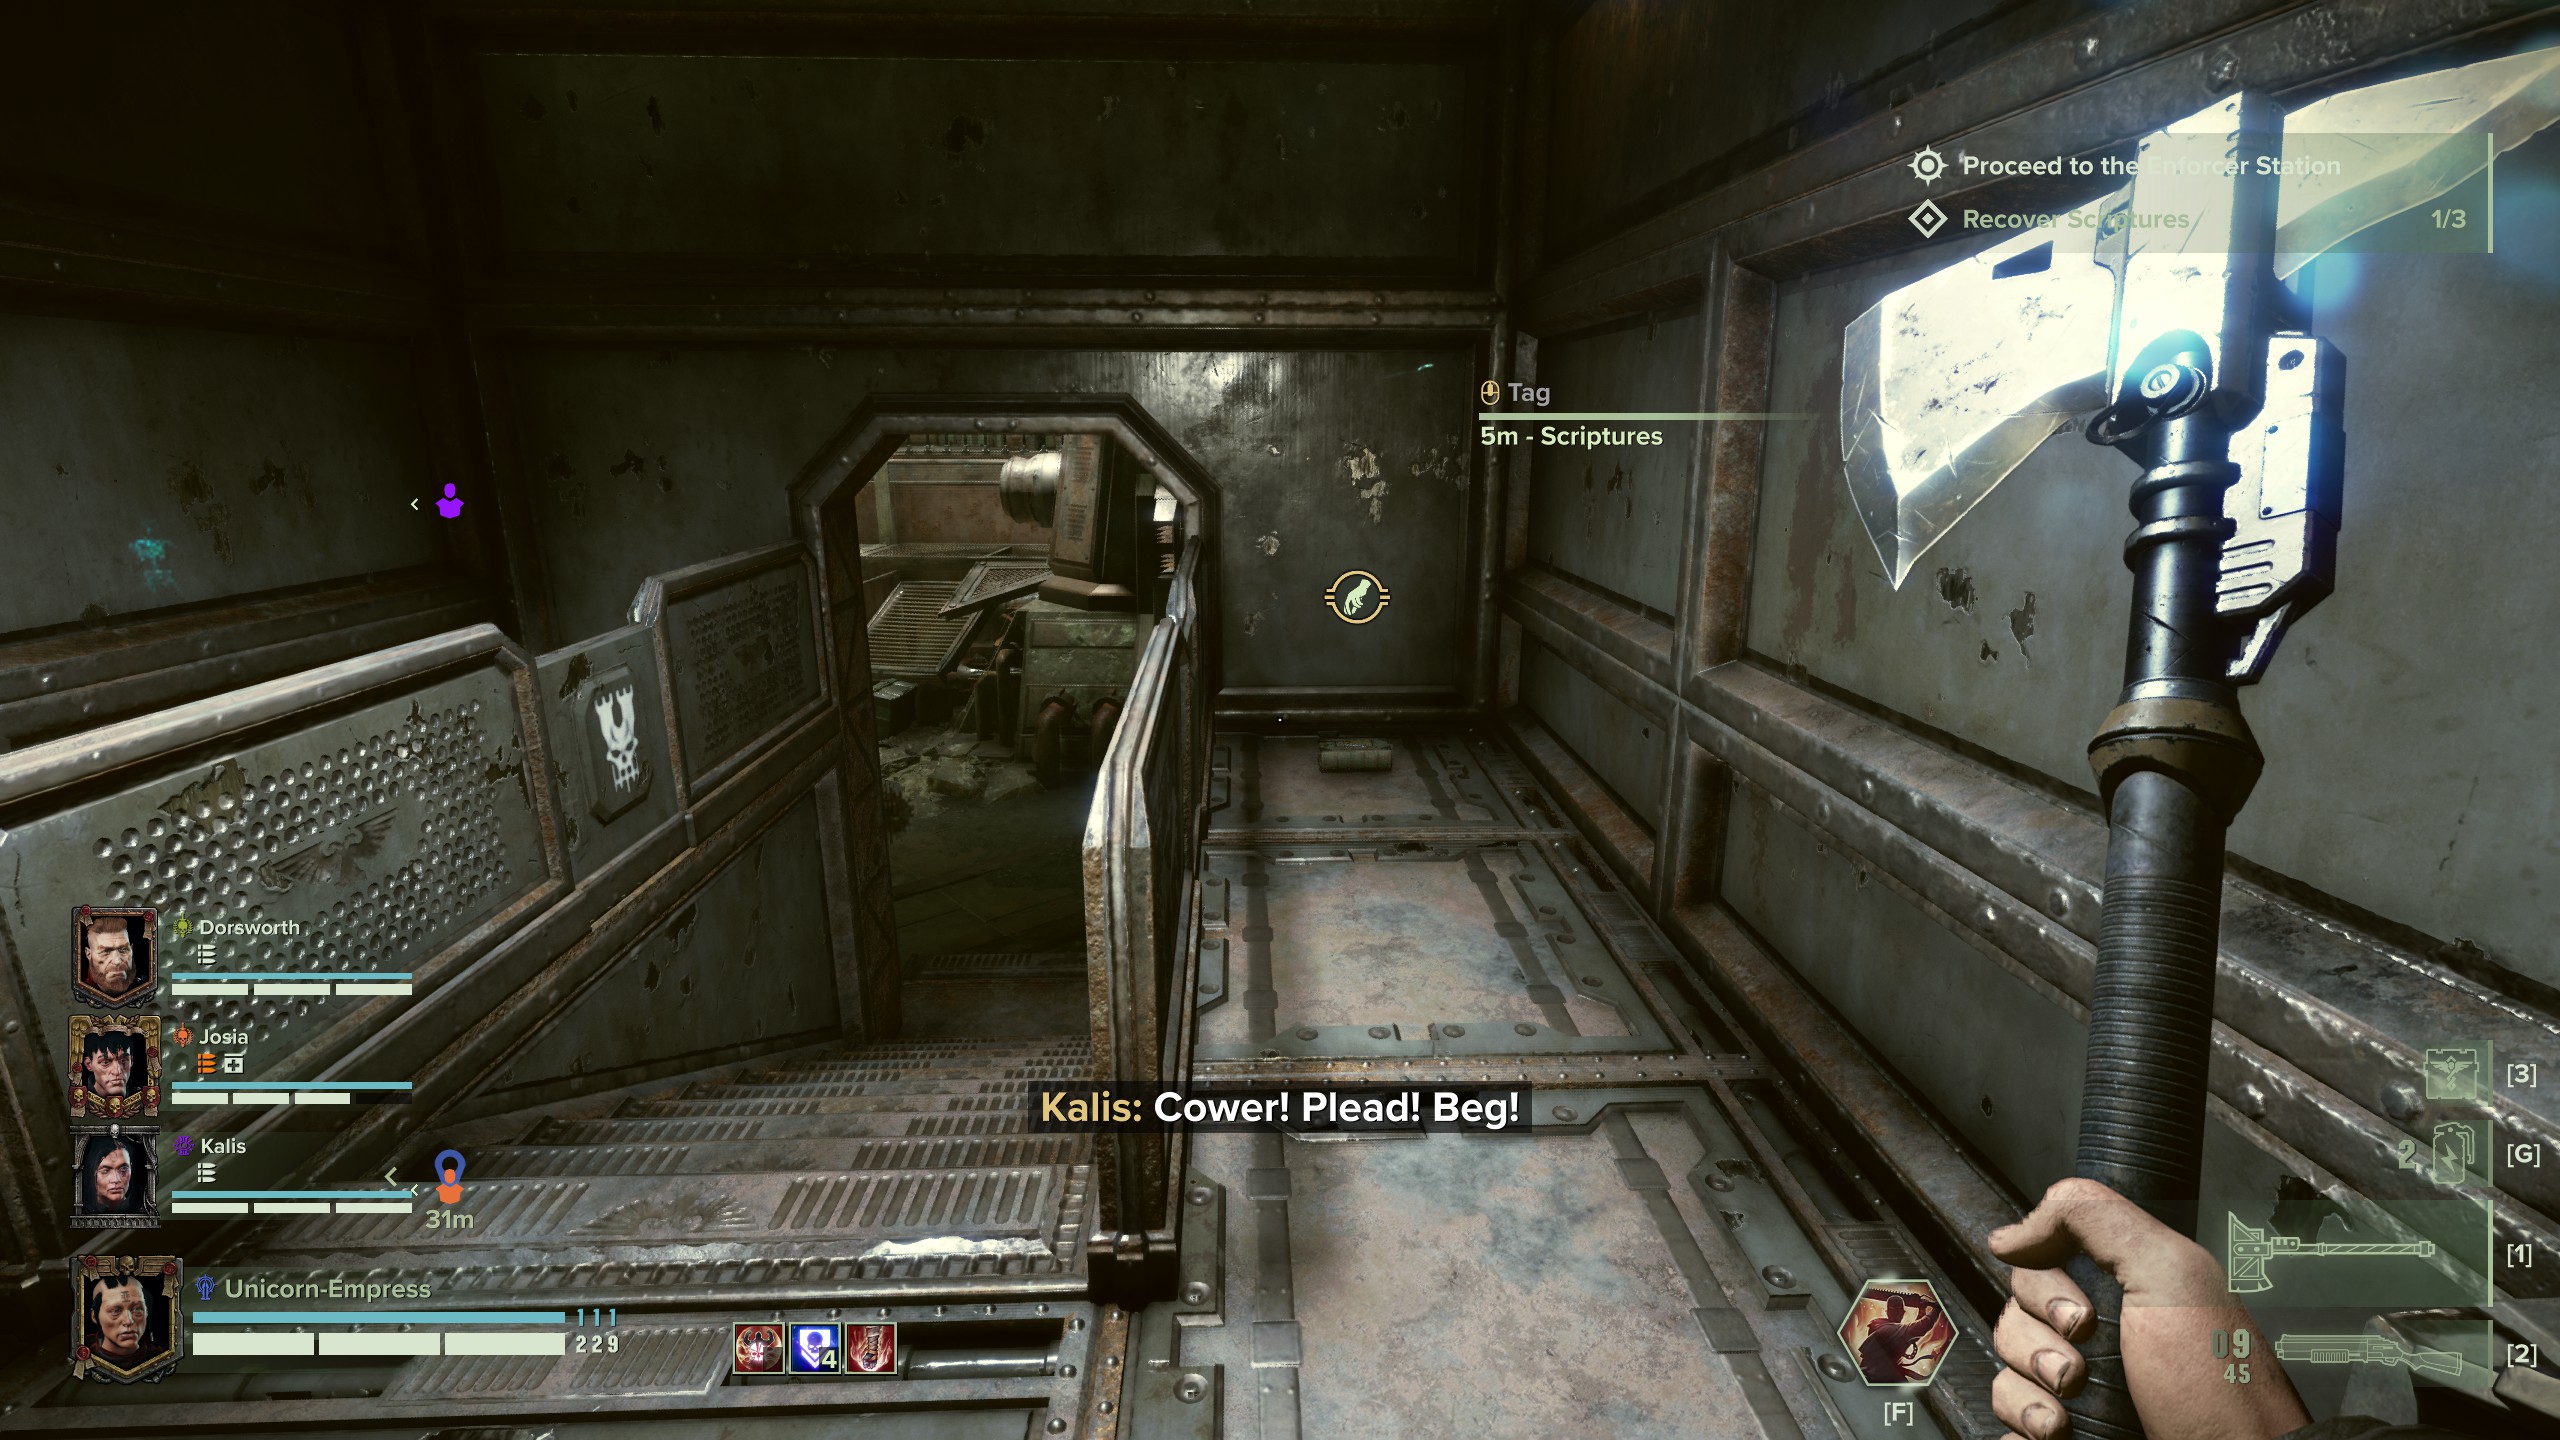 Proceed to the Enforcer Station
Recover Scriptures 1/3
Tag
5m - Scriptures
Dorsworth
Josia
Kalis
31m
Kalis: Cower! Plead! Beg!
Unicorn-Empress
111
229
4
[F]
[3]
2 [G]
[1]
09
45
[2]